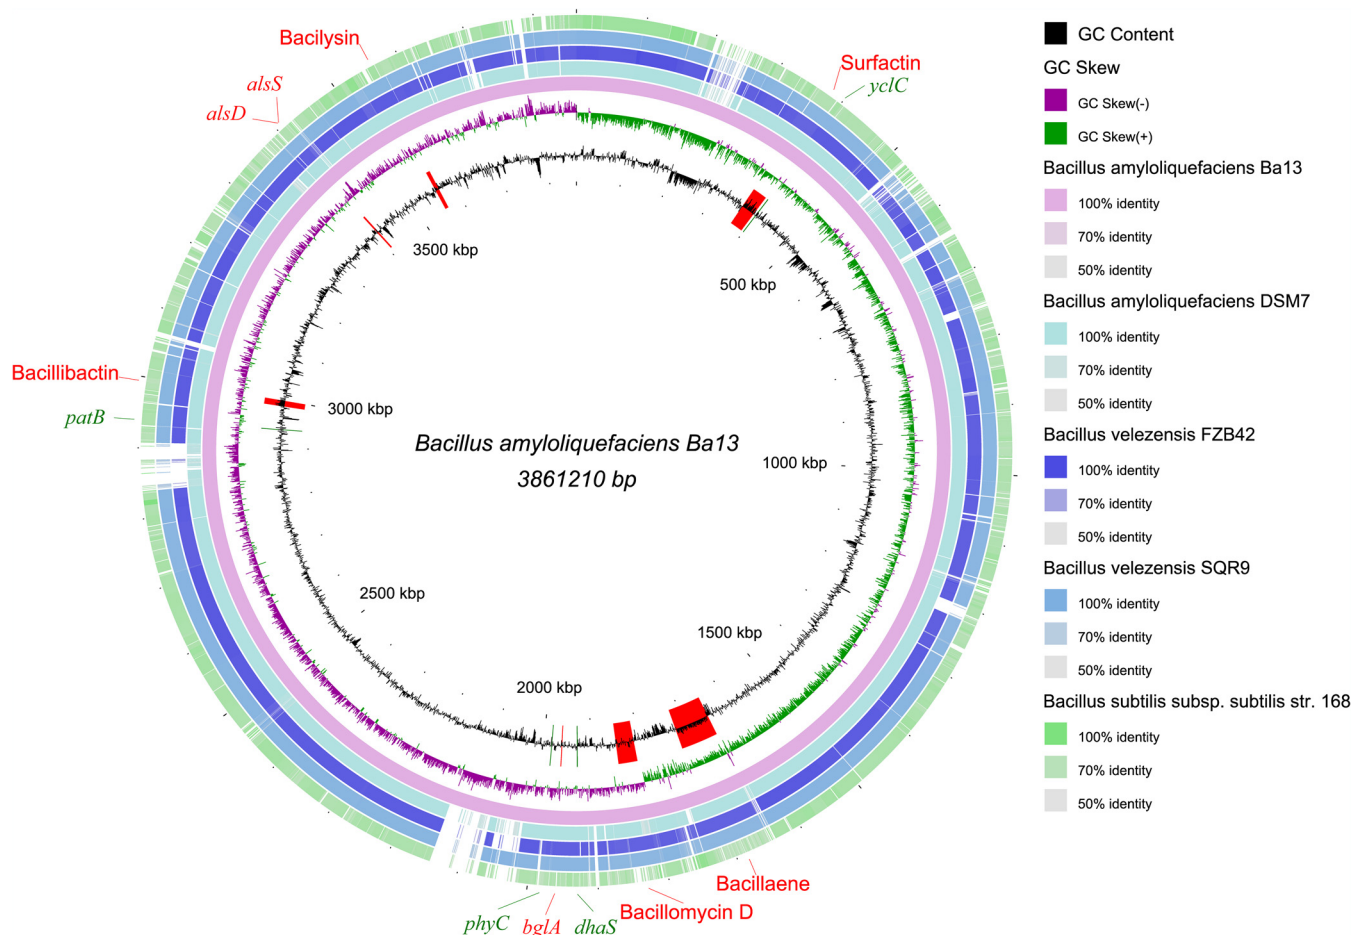 Bacilysin
alsS
alsD
Surfactin
yclC
3500 kbp
500 kbp
Bacillibactin
patB
3000 kbp
Bacillus amyloliquefaciens Ba13
3861210 bp
1000 kbp
2500 kbp
1500 kbp
2000 kbp
Bacillaene
Bacillomycin D
phyC
bglA
dhaS
GC Content
GC Skew
GC Skew(-)
GC Skew(+)
Bacillus amyloliquefaciens Ba13
100% identity
70% identity
50% identity
Bacillus amyloliquefaciens DSM7
100% identity
70% identity
50% identity
Bacillus velezensis FZB42
100% identity
70% identity
50% identity
Bacillus velezensis SQR9
100% identity
70% identity
50% identity
Bacillus subtilis subsp. subtilis str. 168
100% identity
70% identity
50% identity